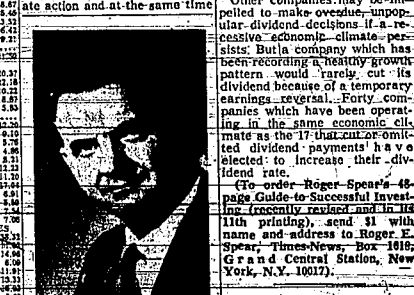 ate action and at the same time
Other companies may be im-
pelled to make overdue, unpop-
ular dividend decisions if a re-
cessive economic climate per-
sists. But a company which has
been recording a healthy growth
pattern would rarely cut its
dividend because of a temporary
earnings reversal. Forty com-
panies which have been operat-
ing in the same economic cli-
mate as the 17 that cut or omit-
ted dividend payments have
elected to increase their div-
idend rate.
(To order Roger Spear's 48-
page Guide to Successful Invest-
ing (recently revised and in its
11th printing), send $1 with
name and address to Roger E.
Spear, Times-News, Box 1618,
Grand Central Station, New
York, N.Y. 10017).